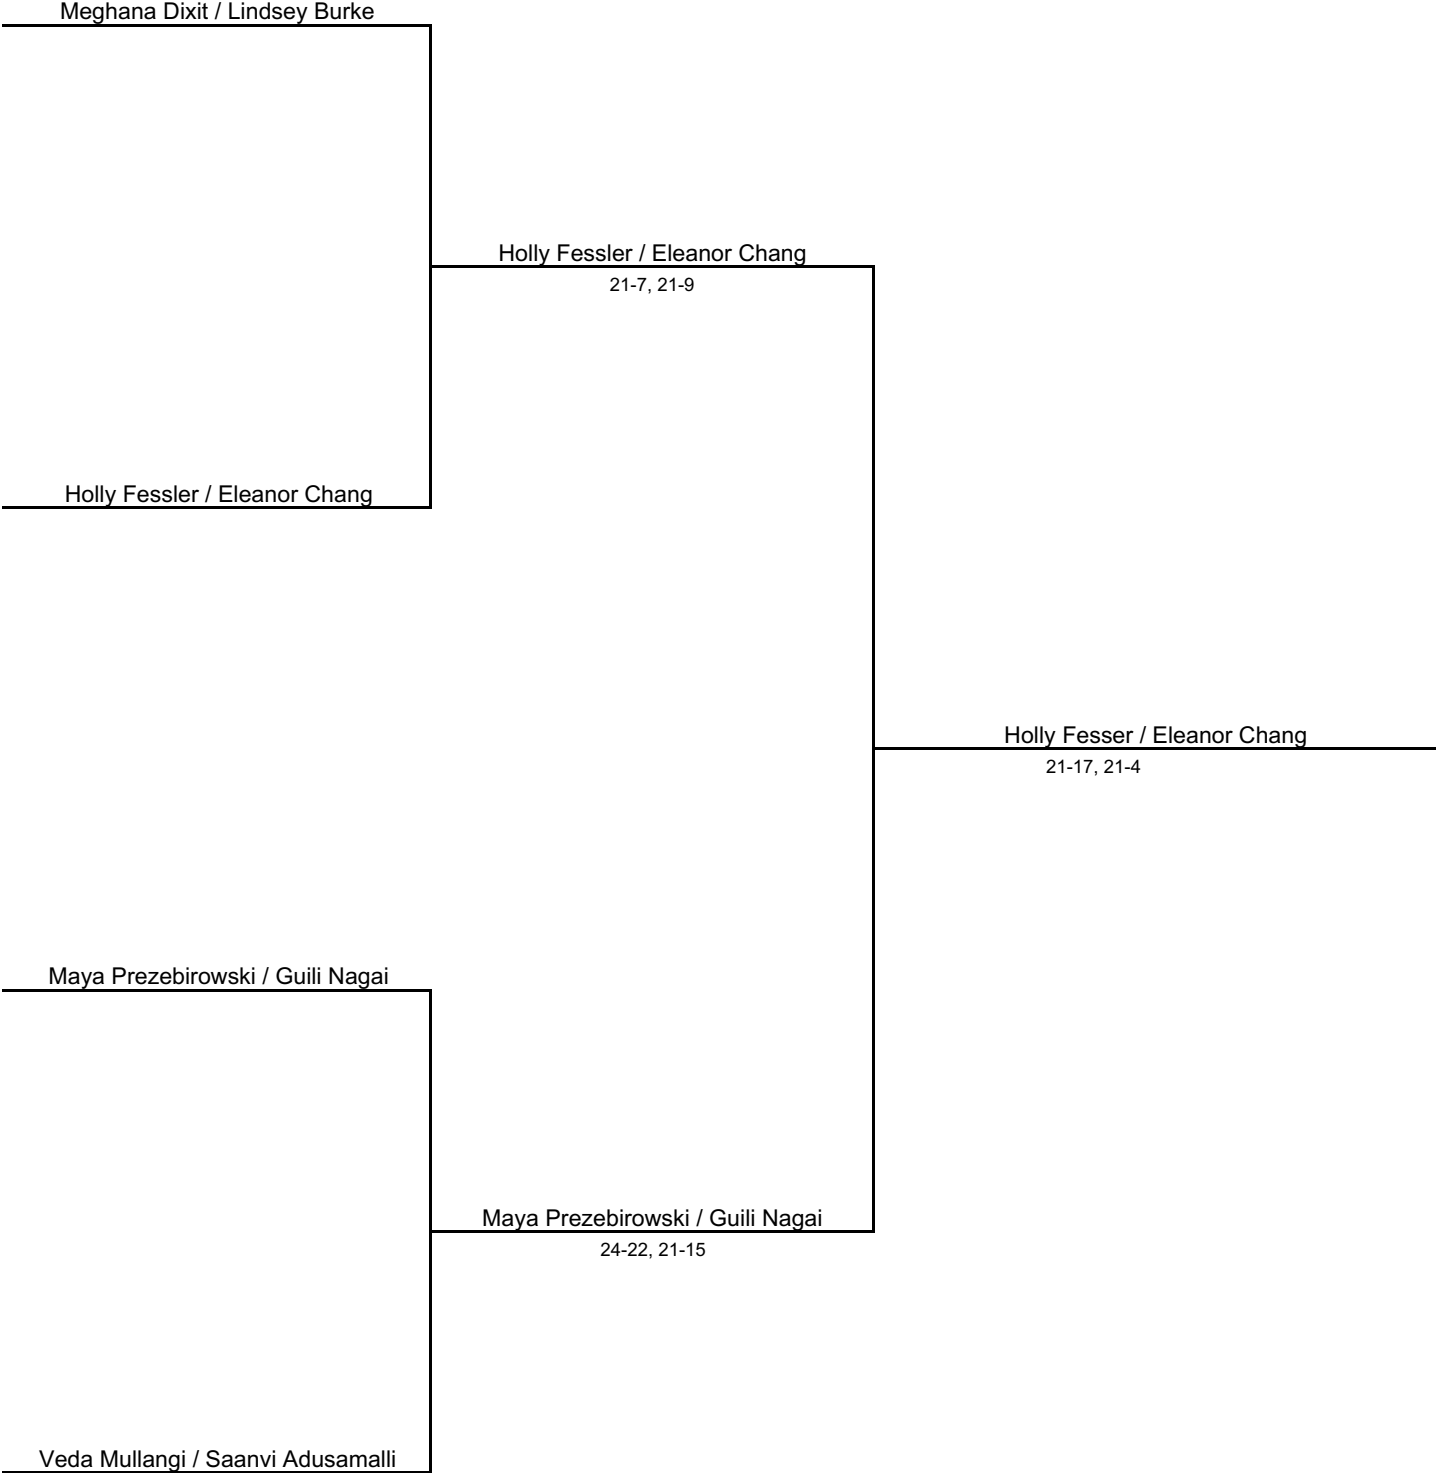 Meghana Dixit / Lindsey Burke
Holly Fessler / Eleanor Chang
21-7, 21-9
Holly Fessler / Eleanor Chang
Holly Fesser / Eleanor Chang
21-17, 21-4
Maya Prezebirowski / Guili Nagai
Maya Prezebirowski / Guili Nagai
24-22, 21-15
Veda Mullangi / Saanvi Adusamalli